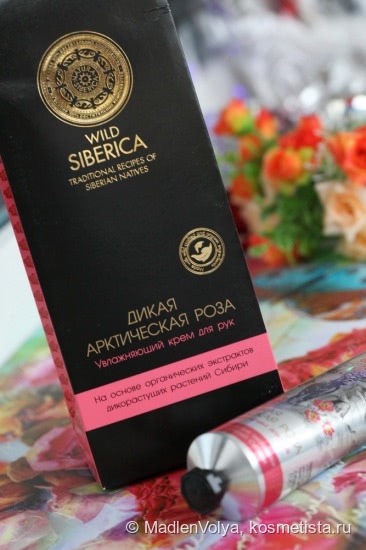 WILD
SIBERICA
TRADITIONAL RECIPES OF
SIBERIAN NATIVES
ДИКАЯ
АРКТИЧЕСКАЯ РОЗА
Увлажняющий крем для рук
На основе органических экстрактов
дикорастущих растений Сибири
© MadlenVolya, kosmetista.ru